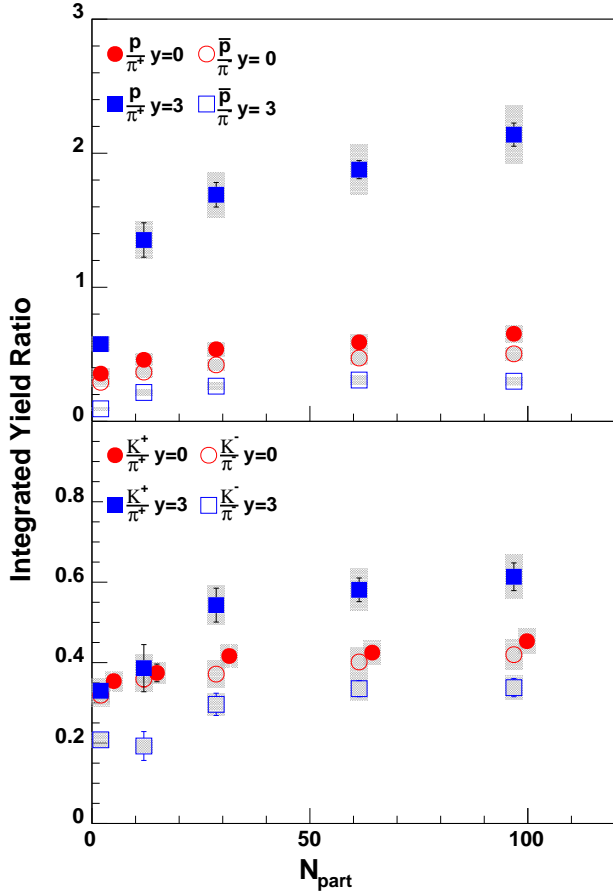 3
p/π⁺ y=0 p̅/π⁻ y= 0
p/π⁺ y=3 p̅/π⁻ y= 3
2
1
0
Integrated Yield Ratio
K⁺/π⁺ y=0 K⁻/π⁻ y=0
K⁺/π⁺ y=3 K⁻/π⁻ y=3
0.8
0.6
0.4
0.2
0
0 50 100
N_part